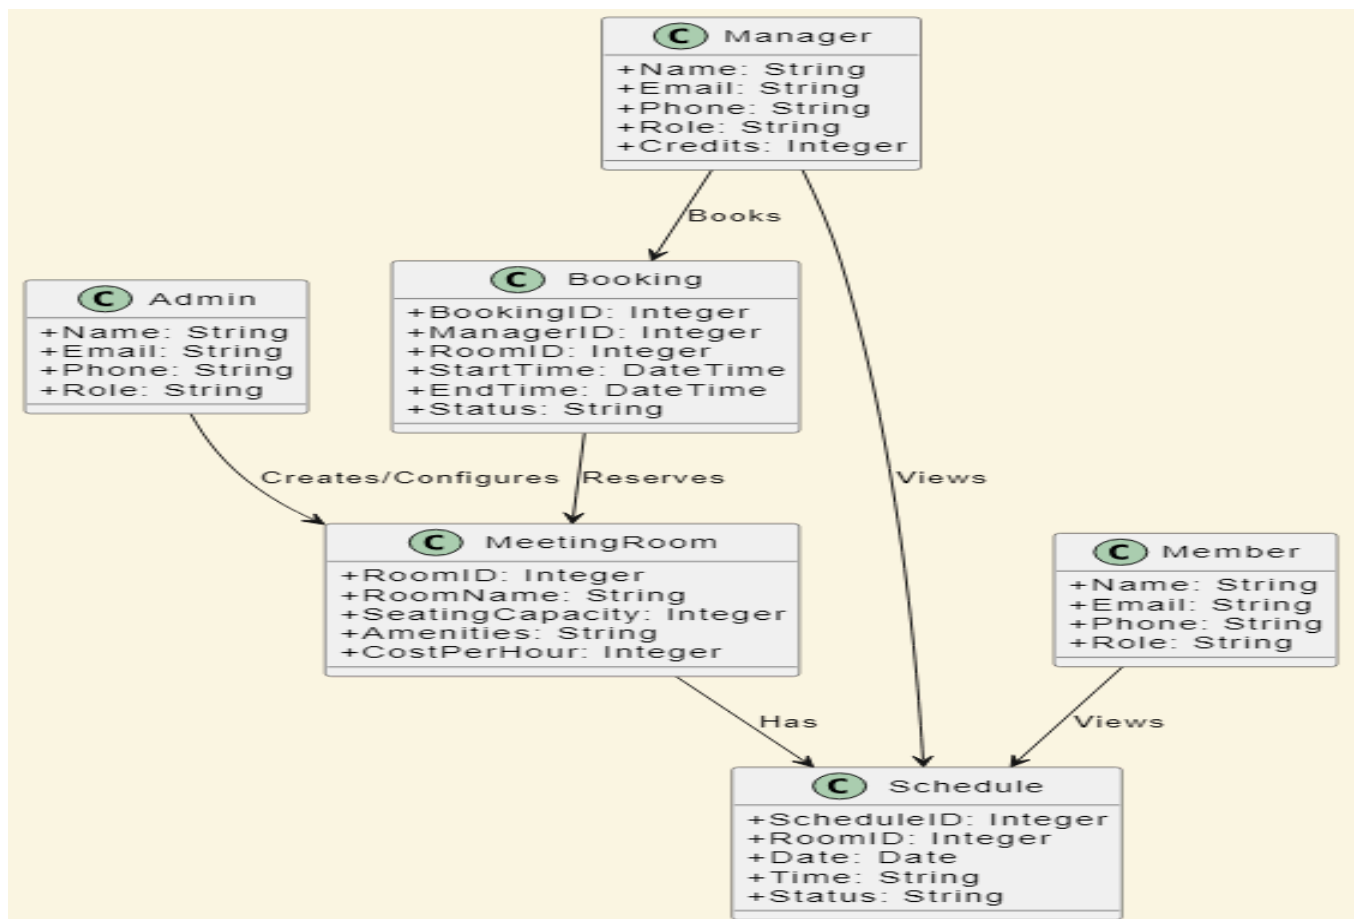 C Manager
+Name: String
+Email: String
+Phone: String
+Role: String
+Credits: Integer
Books
C Booking
+BookingID: Integer
+ManagerID: Integer
+RoomID: Integer
+StartTime: DateTime
+EndTime: DateTime
+Status: String
C Admin
+Name: String
+Email: String
+Phone: String
+Role: String
Creates/Configures
Reserves
Views
C MeetingRoom
+RoomID: Integer
+RoomName: String
+SeatingCapacity: Integer
+Amenities: String
+CostPerHour: Integer
C Member
+Name: String
+Email: String
+Phone: String
+Role: String
Has
Views
C Schedule
+ScheduleID: Integer
+RoomID: Integer
+Date: Date
+Time: String
+Status: String